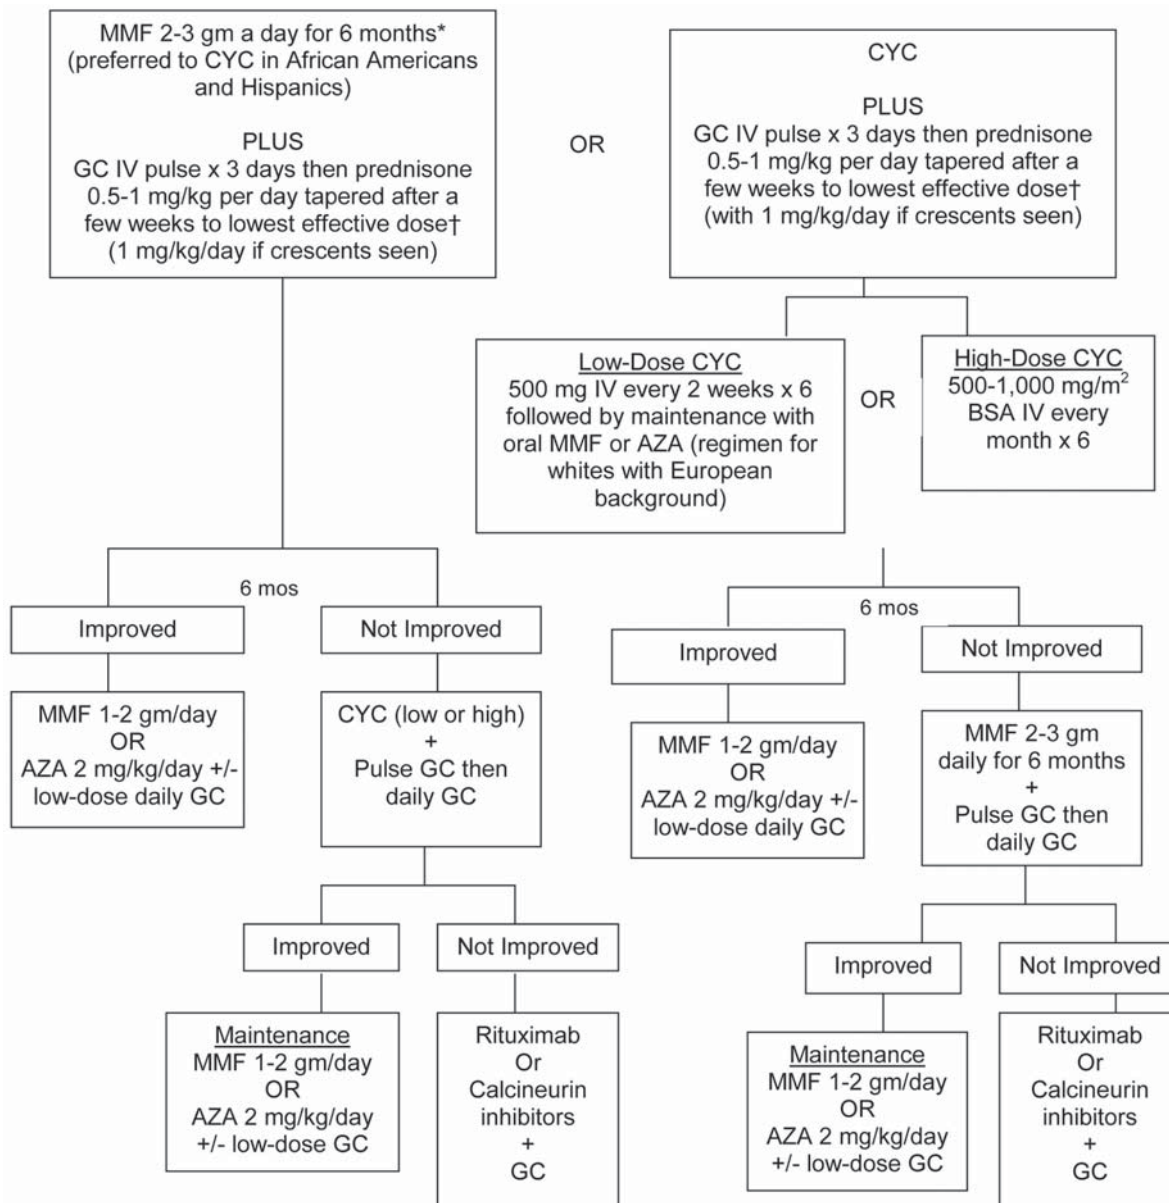 MMF 2-3 gm a day for 6 months*
(preferred to CYC in African Americans
and Hispanics)
PLUS
GC IV pulse x 3 days then prednisone
0.5-1 mg/kg per day tapered after a
few weeks to lowest effective dose†
(1 mg/kg/day if crescents seen)
OR
CYC
PLUS
GC IV pulse x 3 days then prednisone
0.5-1 mg/kg per day tapered after a
few weeks to lowest effective dose†
(with 1 mg/kg/day if crescents seen)
Low-Dose CYC
500 mg IV every 2 weeks x 6
followed by maintenance with
oral MMF or AZA (regimen for
whites with European
background)
OR
High-Dose CYC
500-1,000 mg/m²
BSA IV every
month x 6
6 mos
Improved
Not Improved
MMF 1-2 gm/day
OR
AZA 2 mg/kg/day +/-
low-dose daily GC
CYC (low or high)
+
Pulse GC then
daily GC
Improved
Not Improved
Maintenance
MMF 1-2 gm/day
OR
AZA 2 mg/kg/day
+/- low-dose GC
Rituximab
Or
Calcineurin
inhibitors
+
GC
6 mos
Improved
Not Improved
MMF 1-2 gm/day
OR
AZA 2 mg/kg/day +/-
low-dose daily GC
MMF 2-3 gm
daily for 6 months
+
Pulse GC then
daily GC
Improved
Not Improved
Maintenance
MMF 1-2 gm/day
OR
AZA 2 mg/kg/day
+/- low-dose GC
Rituximab
Or
Calcineurin
inhibitors
+
GC